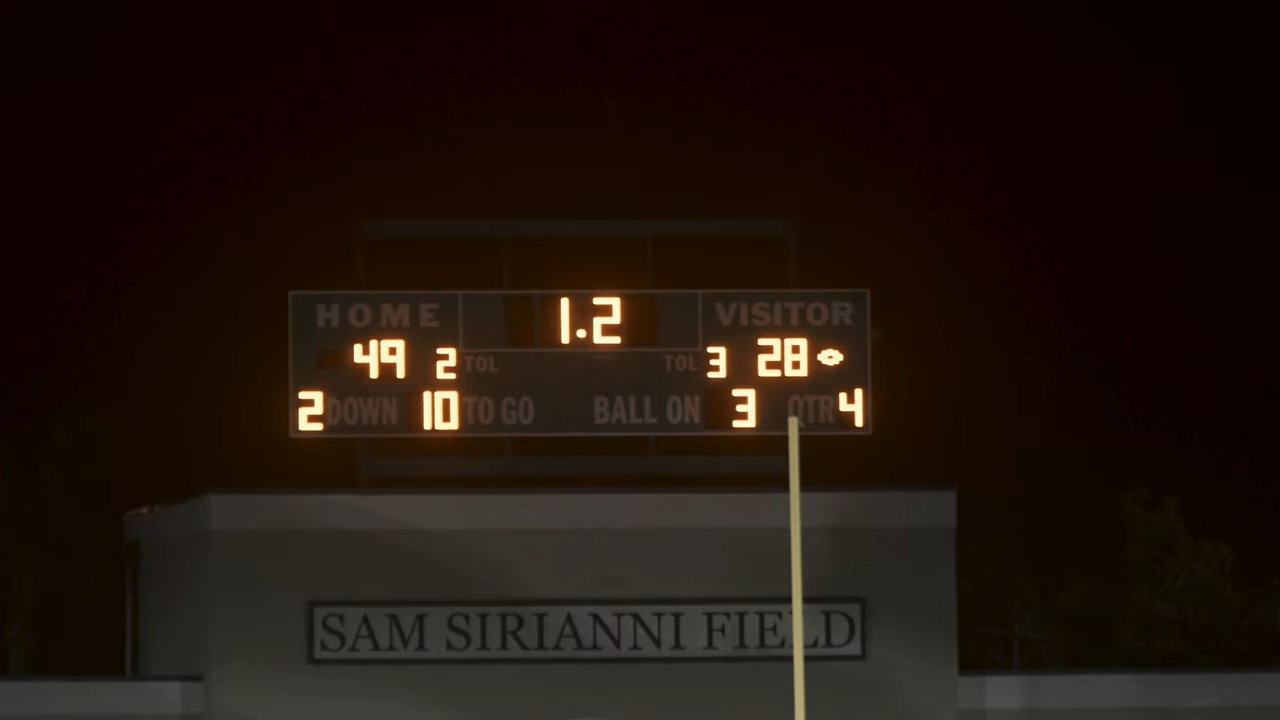 HOME 1.2 VISITOR
49 2 TOL TOL 3 28
2 DOWN 10 TO GO BALL ON 3 QTR 4
SAM SIRIANNI FIELD